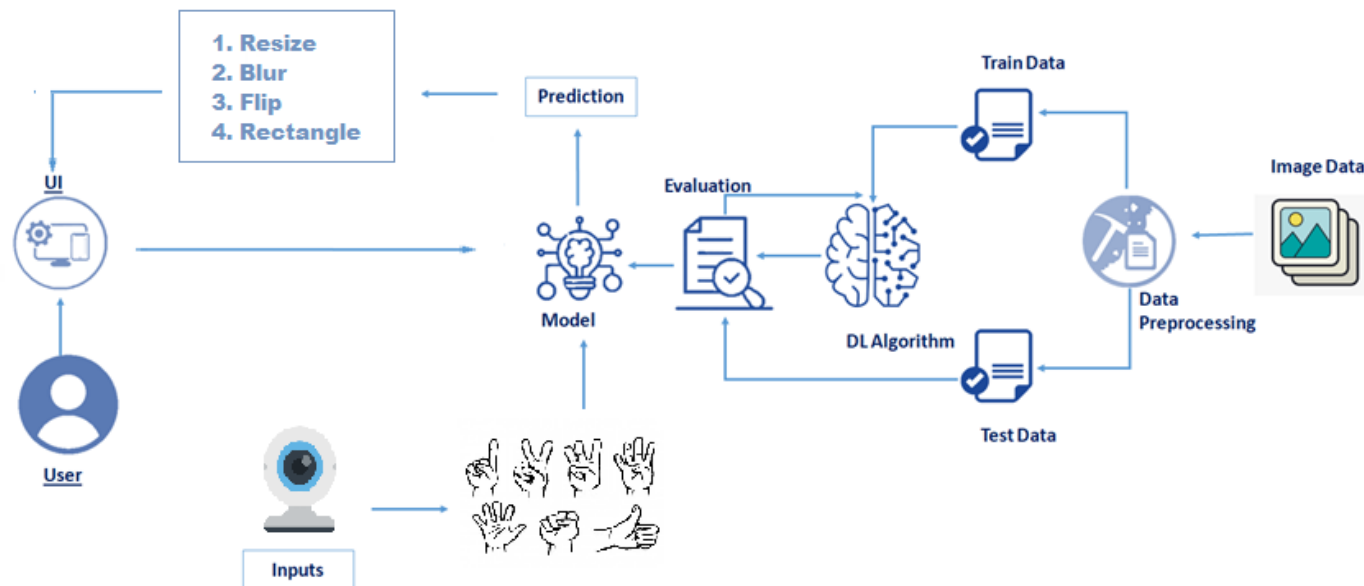 1. Resize
2. Blur
3. Flip
4. Rectangle
Prediction
Train Data
Image Data
UI
Evaluation
Model
DL Algorithm
Data
Preprocessing
Test Data
User
Inputs